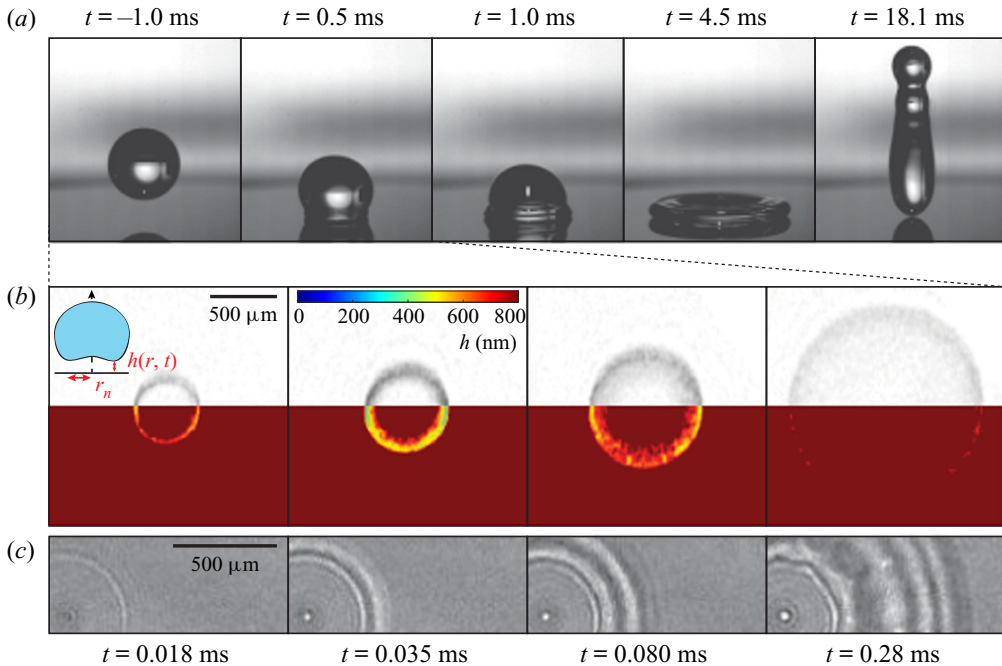 (a)
t = –1.0 ms
t = 0.5 ms
t = 1.0 ms
t = 4.5 ms
t = 18.1 ms
(b)
h(r, t)
r_n
500 μm
0 200 400 600 800
h (nm)
(c)
500 μm
t = 0.018 ms
t = 0.035 ms
t = 0.080 ms
t = 0.28 ms